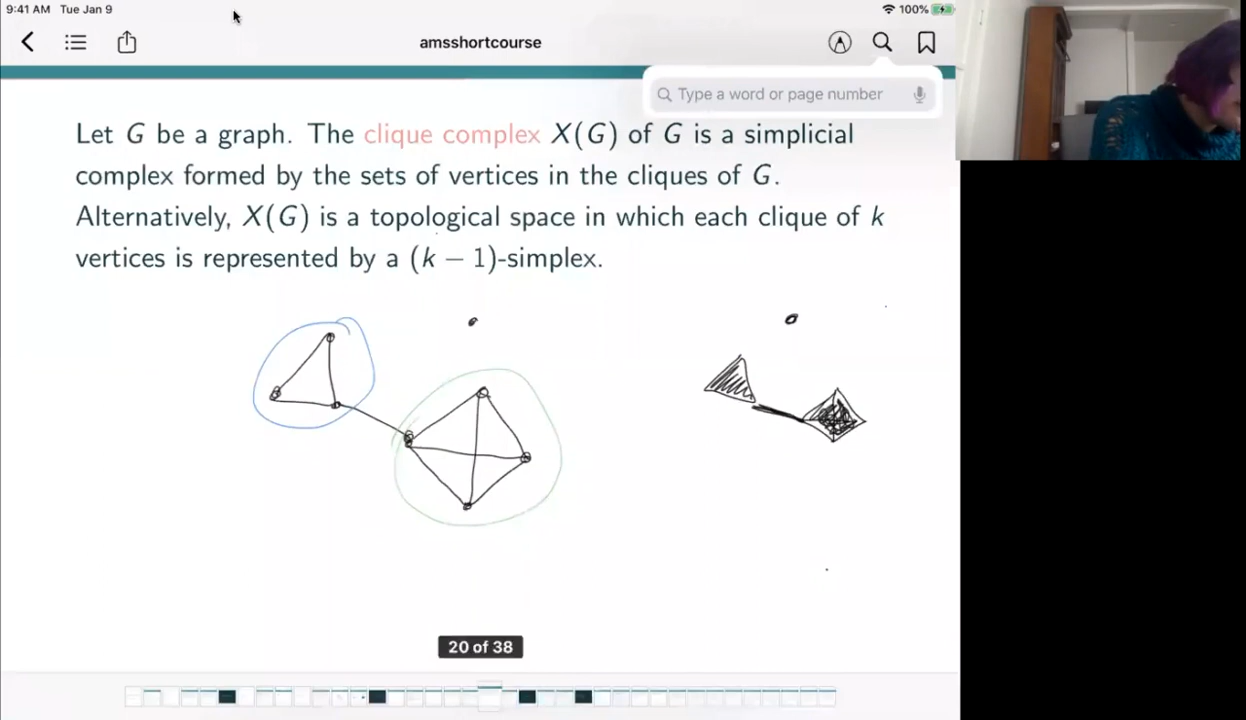 9:41 AM Tue Jan 9
100%
amsshortcourse
Type a word or page number
Let G be a graph. The clique complex X(G) of G is a simplicial
complex formed by the sets of vertices in the cliques of G.
Alternatively, X(G) is a topological space in which each clique of k
vertices is represented by a (k − 1)-simplex.
20 of 38